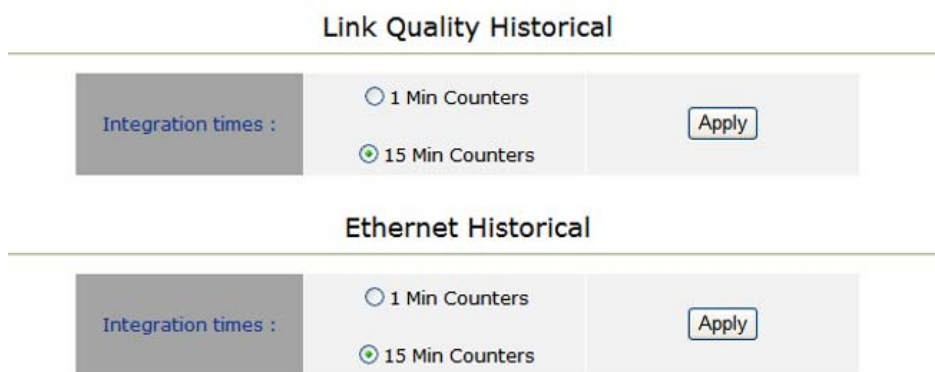 Link Quality Historical
Integration times :
1 Min Counters
15 Min Counters
Apply
Ethernet Historical
Integration times :
1 Min Counters
15 Min Counters
Apply